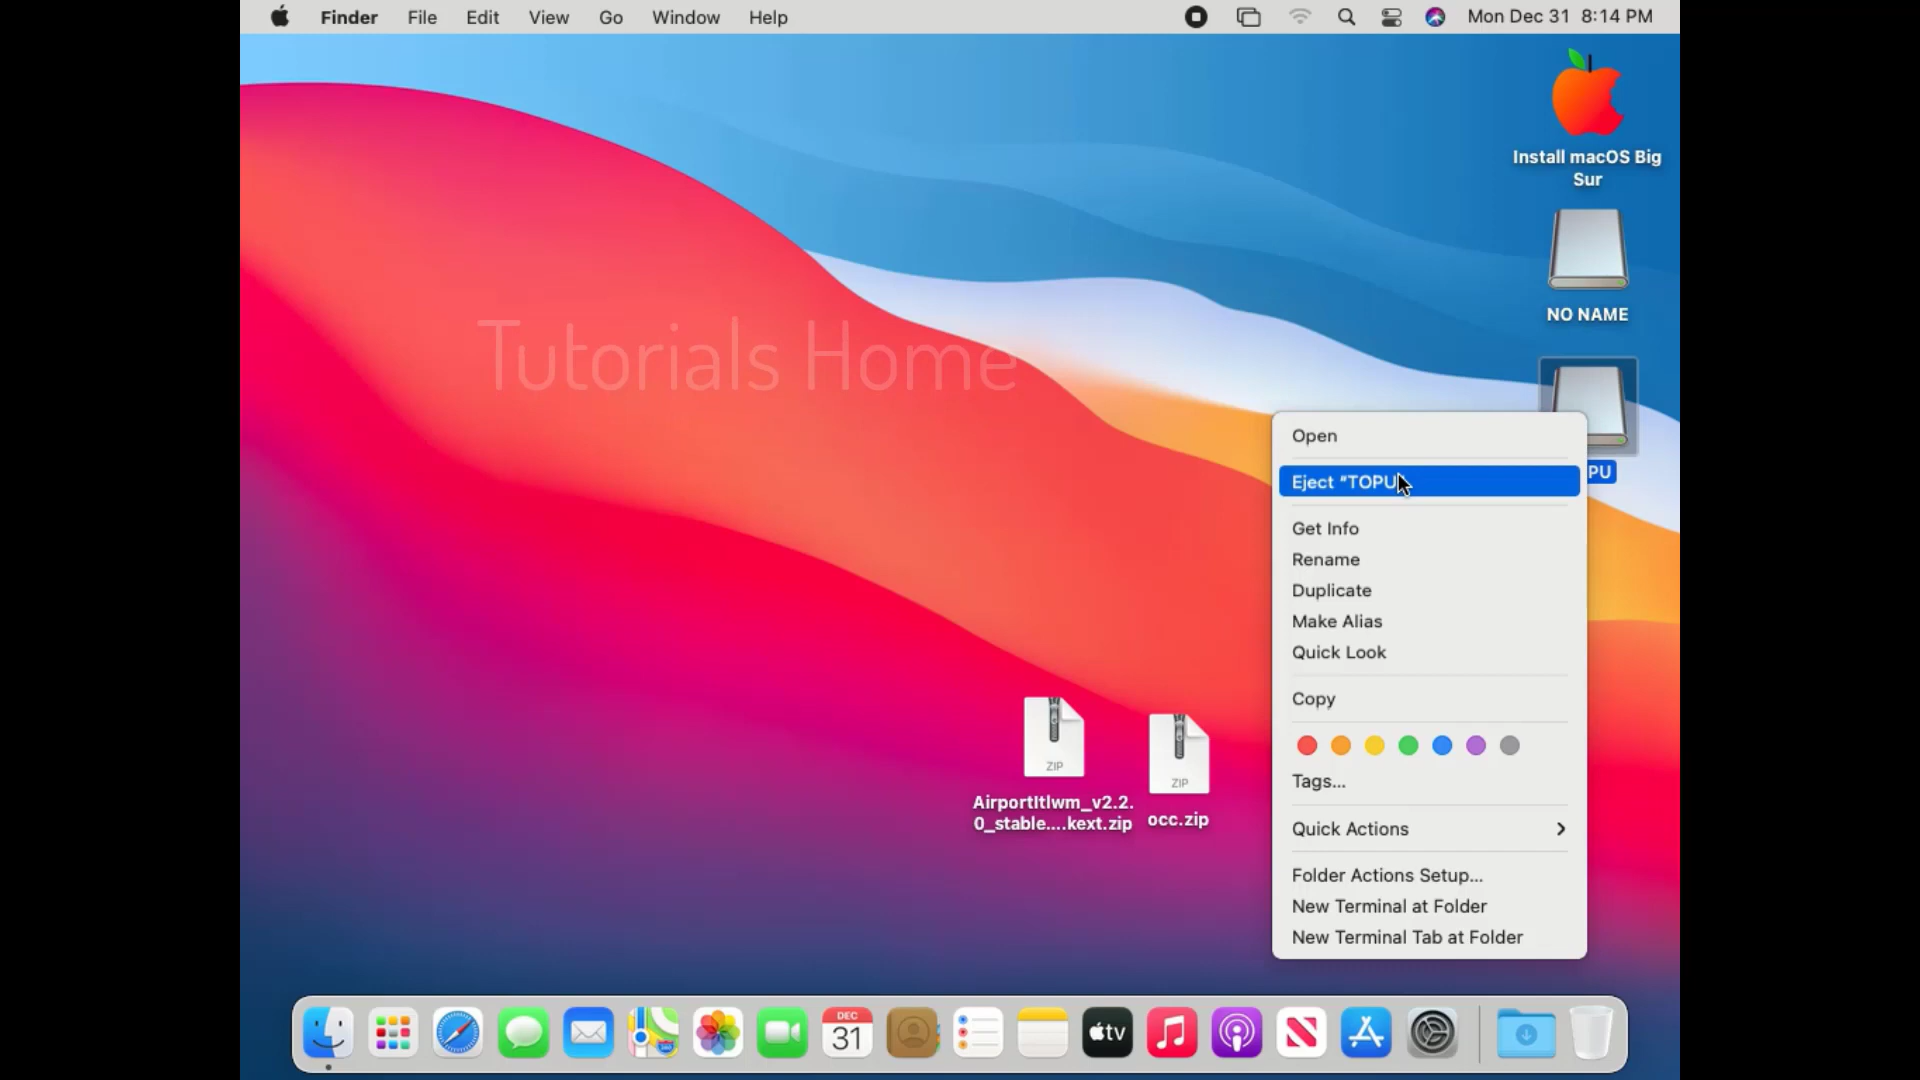 Finder File Edit View Go Window Help Mon Dec 31 8:14 PM
Install macOS Big
Sur
NO NAME
Tutorials Home
PU
Open
Eject “TOPU
Get Info
Rename
Duplicate
Make Alias
Quick Look
Copy
Tags...
Quick Actions
Folder Actions Setup...
New Terminal at Folder
New Terminal Tab at Folder
ZIP
AirportItlwm_v2.2.
0_stable....kext.zip
ZIP
occ.zip
DEC
31
tv